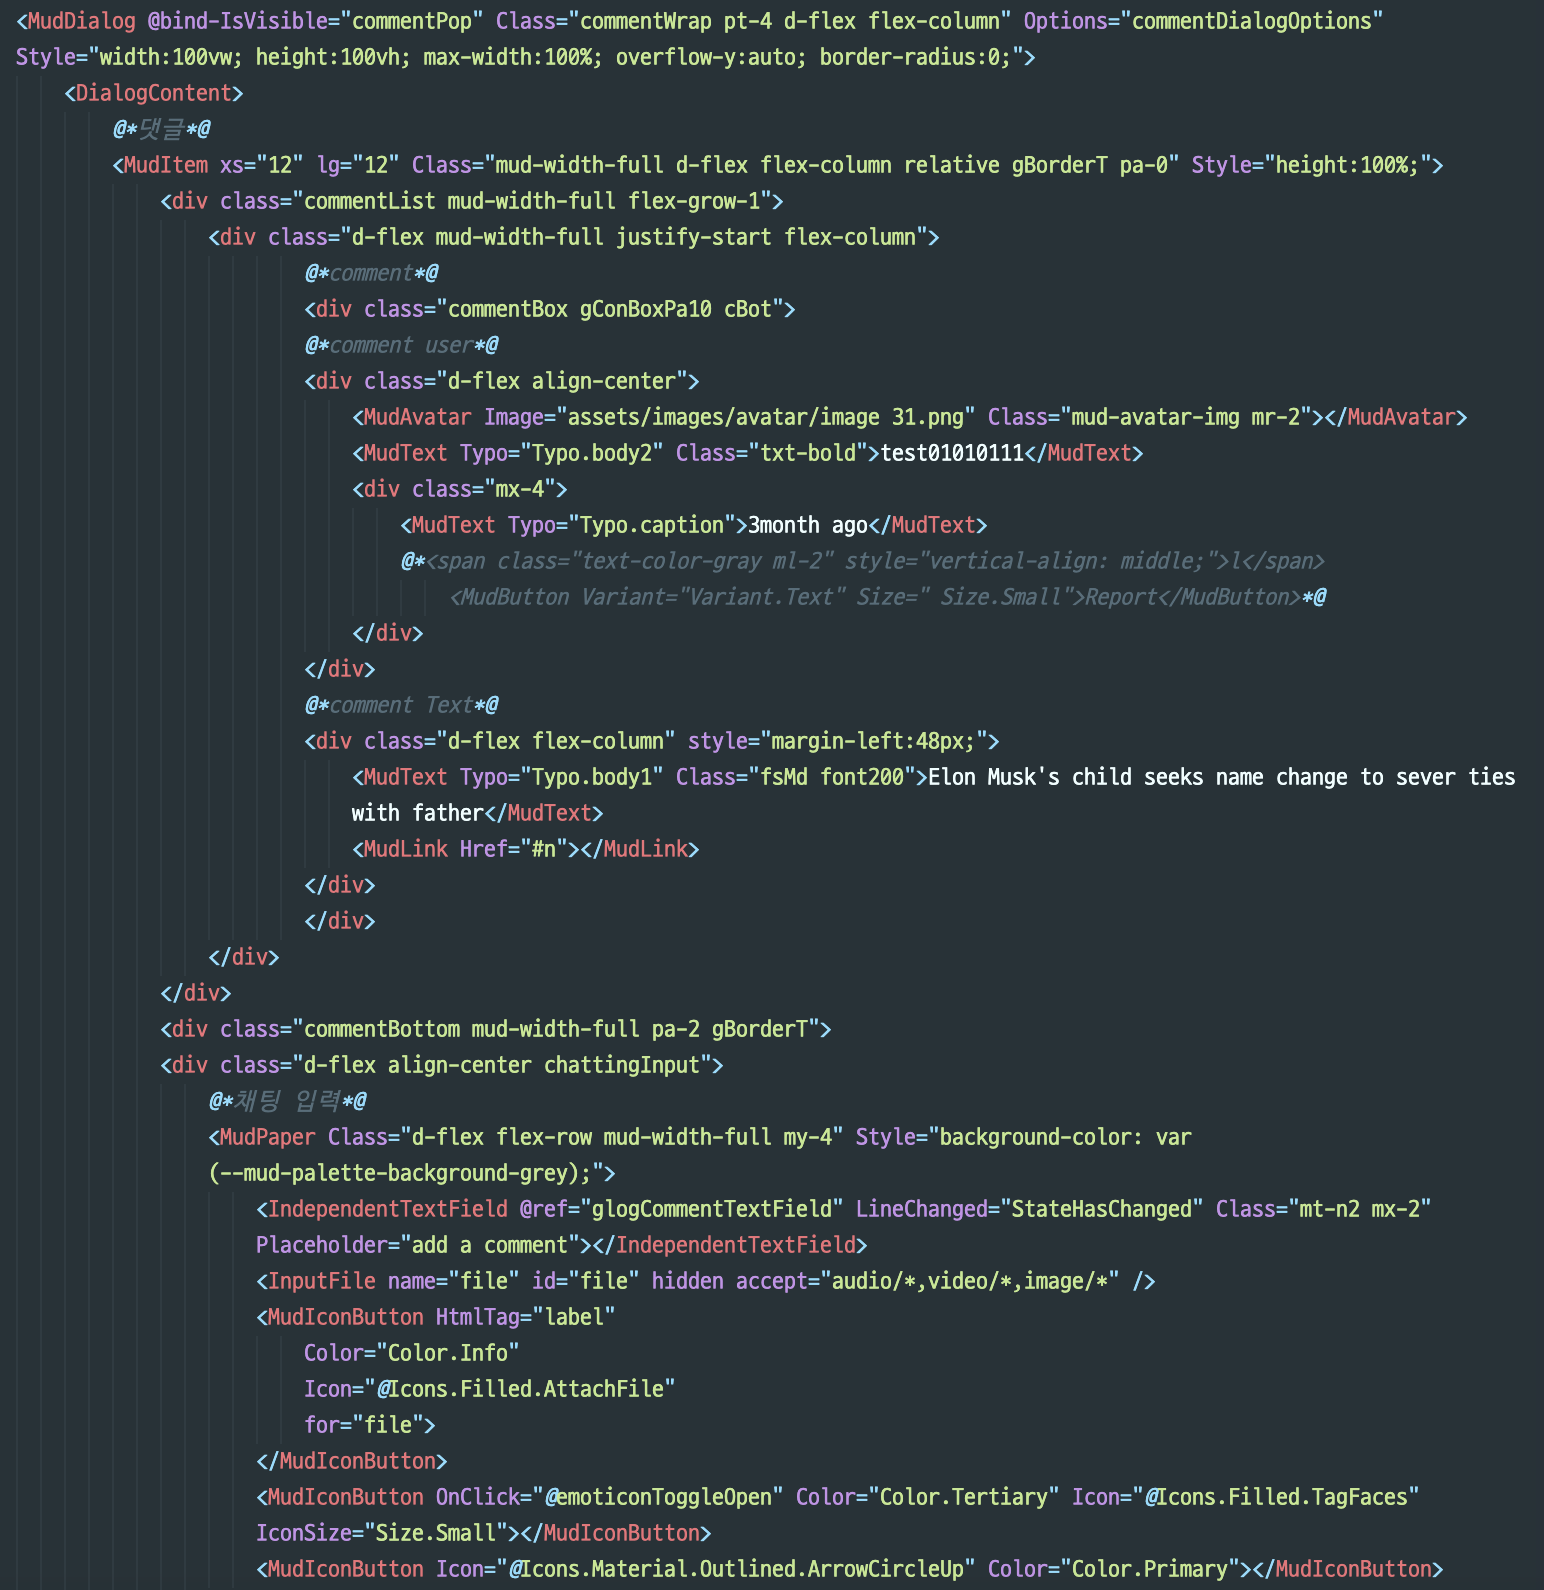 <MudDialog @bind-IsVisible="commentPop" Class="commentWrap pt-4 d-flex flex-column" Options="commentDialogOptions"
Style="width:100vw; height:100vh; max-width:100%; overflow-y:auto; border-radius:0;">
<DialogContent>
@*댓글*@
<MudItem xs="12" lg="12" Class="mud-width-full d-flex flex-column relative gBorderT pa-0" Style="height:100%;">
<div class="commentList mud-width-full flex-grow-1">
<div class="d-flex mud-width-full justify-start flex-column">
@*comment*@
<div class="commentBox gConBoxPa10 cBot">
@*comment user*@
<div class="d-flex align-center">
<MudAvatar Image="assets/images/avatar/image 31.png" Class="mud-avatar-img mr-2"></MudAvatar>
<MudText Typo="Typo.body2" Class="txt-bold">test01010111</MudText>
<div class="mx-4">
<MudText Typo="Typo.caption">3month ago</MudText>
@*<span class="text-color-gray ml-2" style="vertical-align: middle;">l</span>
<MudButton Variant="Variant.Text" Size=" Size.Small">Report</MudButton>*@
</div>
</div>
@*comment Text*@
<div class="d-flex flex-column" style="margin-left:48px;">
<MudText Typo="Typo.body1" Class="fsMd font200">Elon Musk's child seeks name change to sever ties
with father</MudText>
<MudLink Href="#n"></MudLink>
</div>
</div>
</div>
</div>
<div class="commentBottom mud-width-full pa-2 gBorderT">
<div class="d-flex align-center chattingInput">
@*채팅 입력*@
<MudPaper Class="d-flex flex-row mud-width-full my-4" Style="background-color: var
(--mud-palette-background-grey);">
<IndependentTextField @ref="glogCommentTextField" LineChanged="StateHasChanged" Class="mt-n2 mx-2"
Placeholder="add a comment"></IndependentTextField>
<InputFile name="file" id="file" hidden accept="audio/*,video/*,image/*" />
<MudIconButton HtmlTag="label"
Color="Color.Info"
Icon="@Icons.Filled.AttachFile"
for="file">
</MudIconButton>
<MudIconButton OnClick="@emoticonToggleOpen" Color="Color.Tertiary" Icon="@Icons.Filled.TagFaces"
IconSize="Size.Small"></MudIconButton>
<MudIconButton Icon="@Icons.Material.Outlined.ArrowCircleUp" Color="Color.Primary"></MudIconButton>